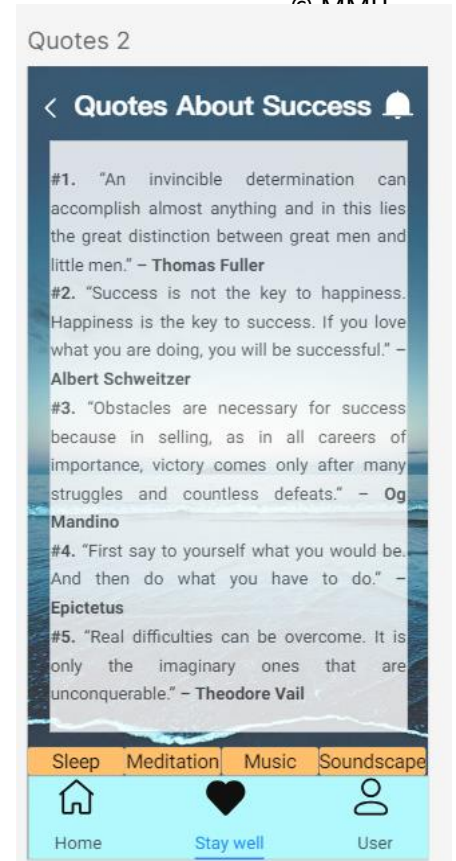 Quotes 2
Quotes About Success
#1. "An invincible determination can
accomplish almost anything and in this lies
the great distinction between great men and
little men." – Thomas Fuller
#2. "Success is not the key to happiness.
Happiness is the key to success. If you love
what you are doing, you will be successful." –
Albert Schweitzer
#3. "Obstacles are necessary for success
because in selling, as in all careers of
importance, victory comes only after many
struggles and countless defeats." – Og
Mandino
#4. "First say to yourself what you would be.
And then do what you have to do." –
Epictetus
#5. "Real difficulties can be overcome. It is
only the imaginary ones that are
unconquerable." – Theodore Vail
Sleep Meditation Music Soundscape
Home Stay well User